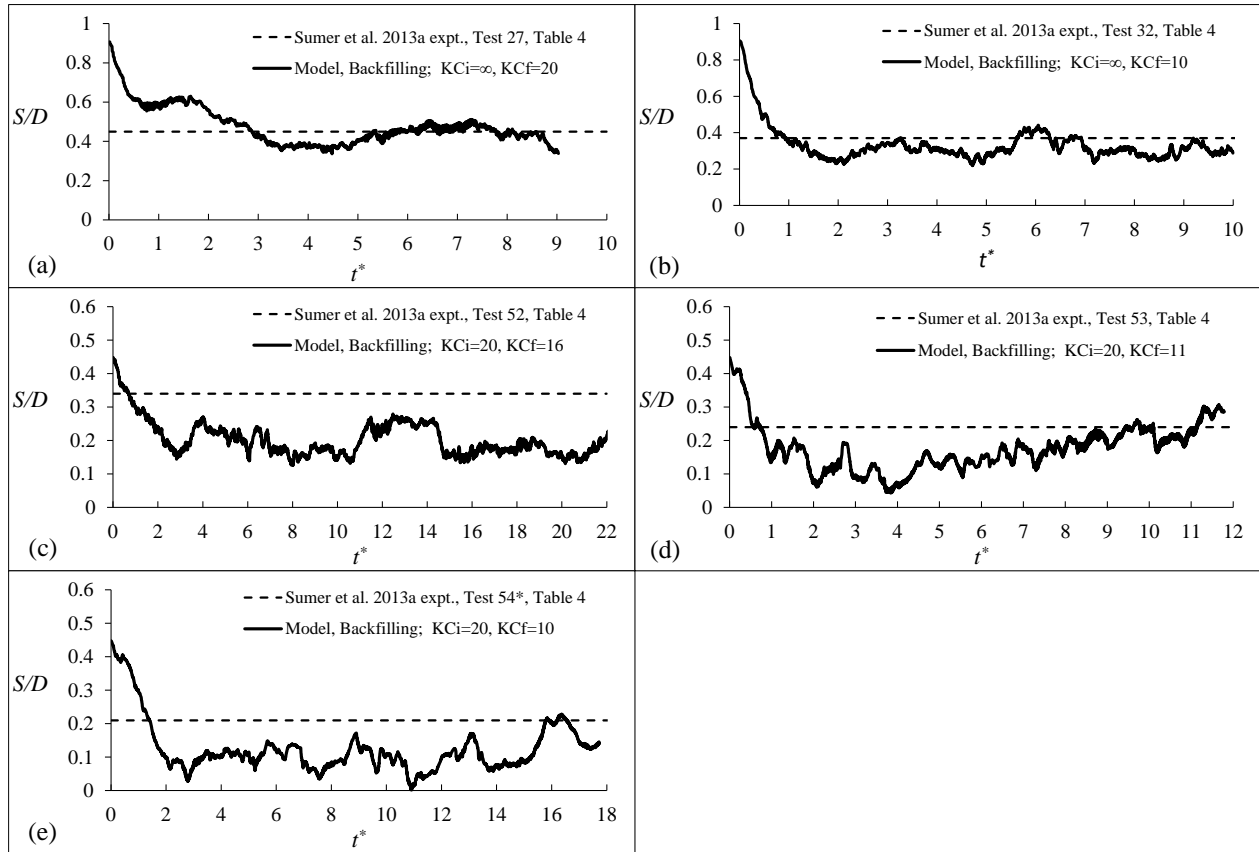 1
0.8
0.6
S/D
0.4
0.2
0
0 1 2 3 4 5 6 7 8 9 10
t*
Sumer et al. 2013a expt., Test 27, Table 4
Model, Backfilling; KCi=∞, KCf=20
(a)
1
0.8
0.6
S/D
0.4
0.2
0
0 1 2 3 4 5 6 7 8 9 10
t*
Sumer et al. 2013a expt., Test 32, Table 4
Model, Backfilling; KCi=∞, KCf=10
(b)
0.6
0.5
0.4
S/D
0.3
0.2
0.1
0
0 2 4 6 8 10 12 14 16 18 20 22
t*
Sumer et al. 2013a expt., Test 52, Table 4
Model, Backfilling; KCi=20, KCf=16
(c)
0.6
0.5
0.4
S/D
0.3
0.2
0.1
0
0 1 2 3 4 5 6 7 8 9 10 11 12
t*
Sumer et al. 2013a expt., Test 53, Table 4
Model, Backfilling; KCi=20, KCf=11
(d)
0.6
0.5
0.4
S/D
0.3
0.2
0.1
0
0 2 4 6 8 10 12 14 16 18
t*
Sumer et al. 2013a expt., Test 54*, Table 4
Model, Backfilling; KCi=20, KCf=10
(e)